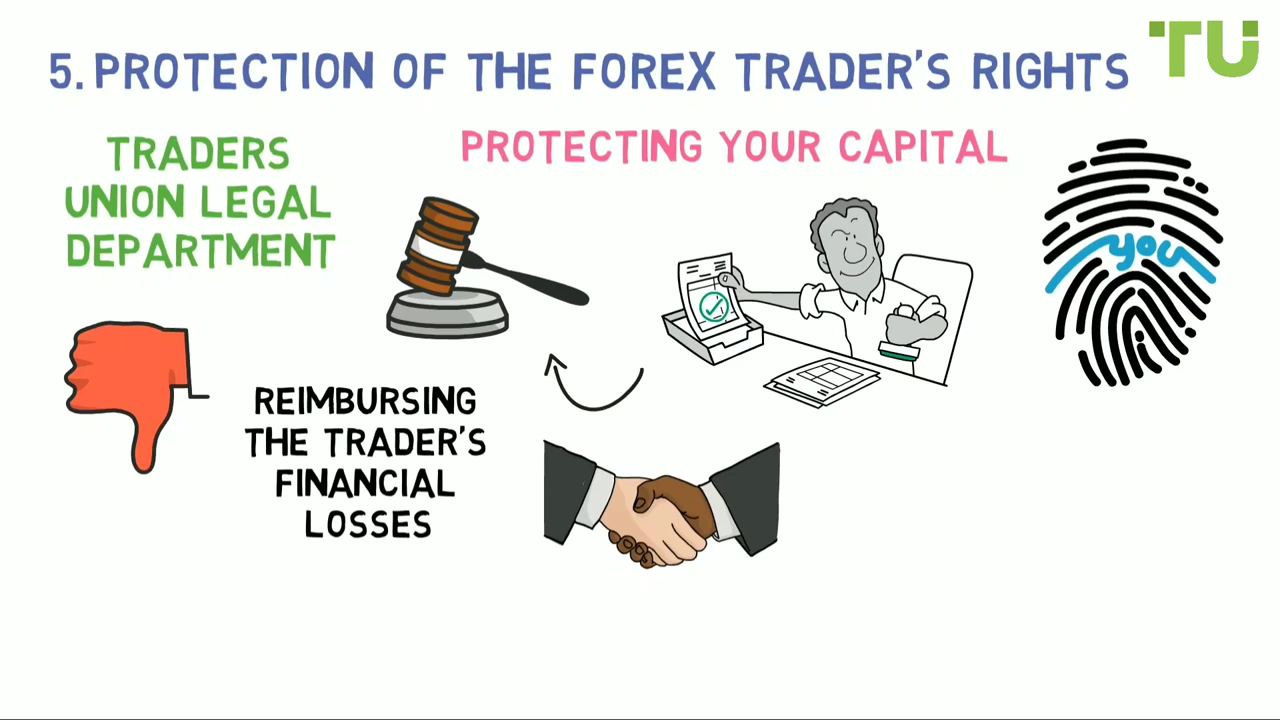 5. PROTECTION OF THE FOREX TRADER'S RIGHTS
TU
TRADERS
UNION LEGAL
DEPARTMENT
PROTECTING YOUR CAPITAL
you
REIMBURSING
THE TRADER'S
FINANCIAL
LOSSES